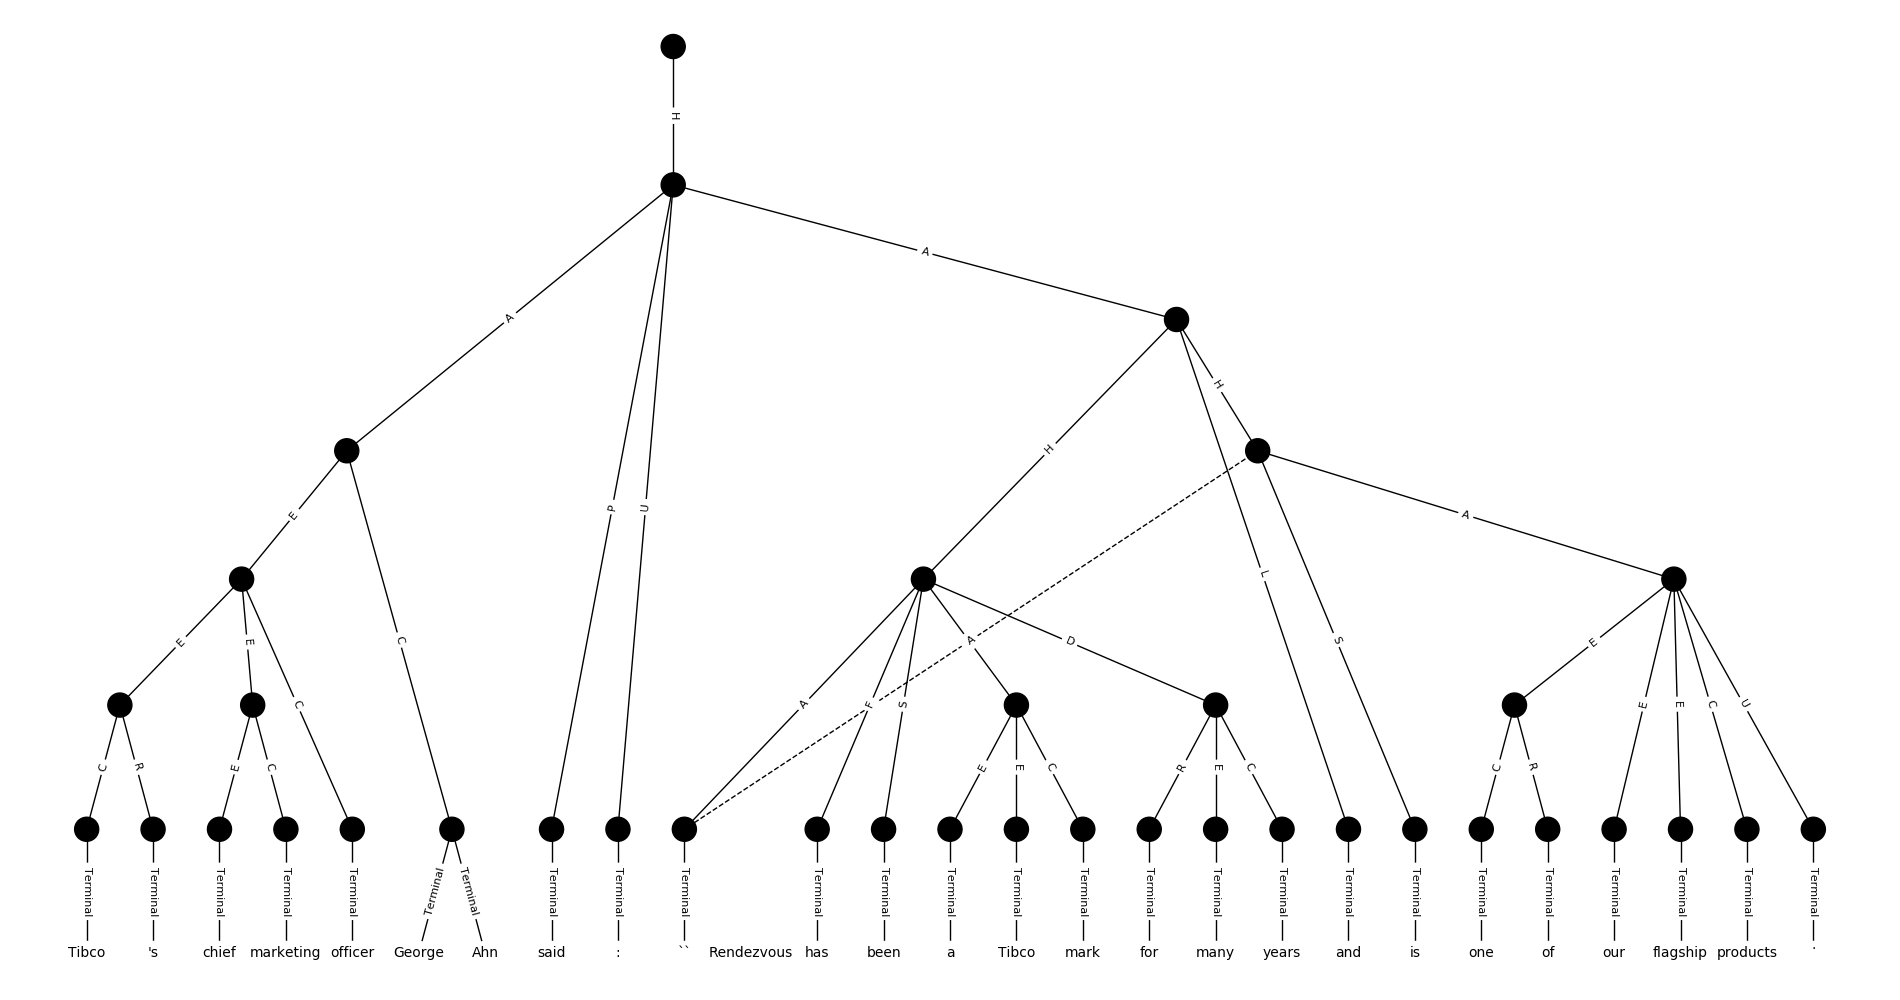 H
A
A
H
H
P
U
E
C
L
S
A
E
E
C
A
F
S
A
D
E
E
E
C
U
C
R
E
C
E
E
C
R
E
C
C
R
Terminal Terminal Terminal Terminal Terminal Terminal Terminal Terminal Terminal Terminal Terminal Terminal Terminal Terminal Terminal Terminal Terminal Terminal Terminal Terminal Terminal Terminal Terminal Terminal Terminal Terminal
Tibco 's chief marketing officer George Ahn said : `` Rendezvous has been a Tibco mark for many years and is one of our flagship products .